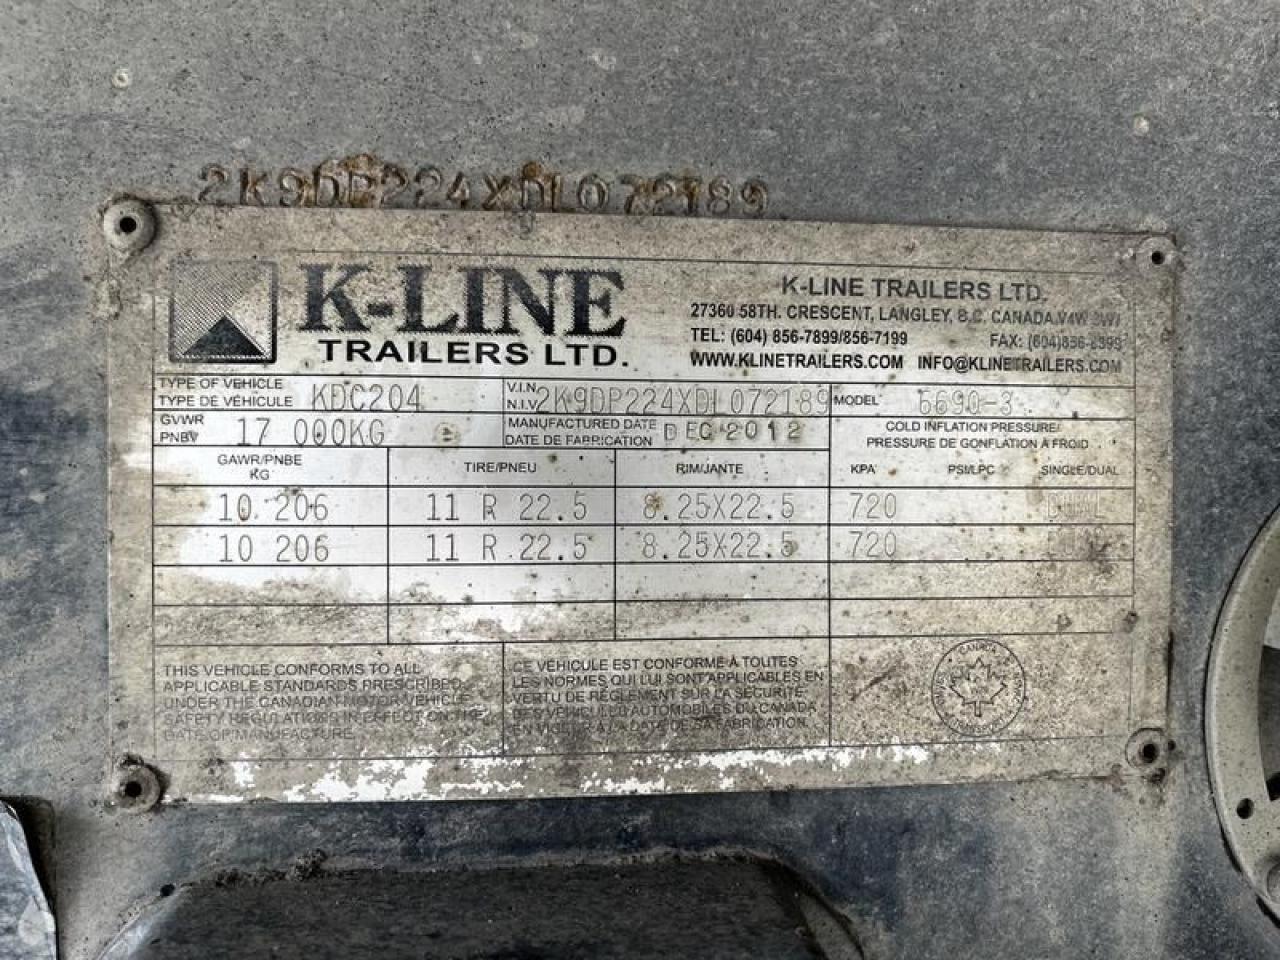 2K9DP224XDL072189
K-LINE
TRAILERS LTD.
K-LINE TRAILERS LTD.
27360 58TH. CRESCENT, LANGLEY, B.C. CANADA V4W 3W7
TEL: (604) 856-7899/856-7199 FAX:
WWW.KLINETRAILERS.COM INFO@KLINETRAILERS.COM
TYPE OF VEHICLE
TYPE DE VÉHICULE KDC204
V.I.N.
N.I.V. 2K9DP224XDL072189
MODEL 6690-3
GVWR
PNBV 17 000KG
MANUFACTURED DATE
DATE DE FABRICATION DEC 2012
COLD INFLATION PRESSURE/
PRESSURE DE GONFLATION À FROID
GAWR/PNBE
KG
TIRE/PNEU RIM/JANTE KPA PSI/LPC SINGLE/DUAL
10 206 11 R 22.5 8.25X22.5 720 DUAL
10 206 11 R 22.5 8.25X22.5 720
THIS VEHICLE CONFORMS TO ALL
APPLICABLE STANDARDS PRESCRIBED
UNDER THE CANADIAN MOTOR VEHICLE
SAFETY REGULATIONS IN EFFECT ON THE
DATE OF MANUFACTURE.
CE VÉHICULE EST CONFORME À TOUTES
LES NORMES QUI LUI SONT APPLICABLES EN
VERTU DE RÈGLEMENT SUR LA SÉCURITÉ
DES VÉHICULES AUTOMOBILES DU CANADA
EN VIGUEUR À LA DATE DE SA FABRICATION.
CANADA